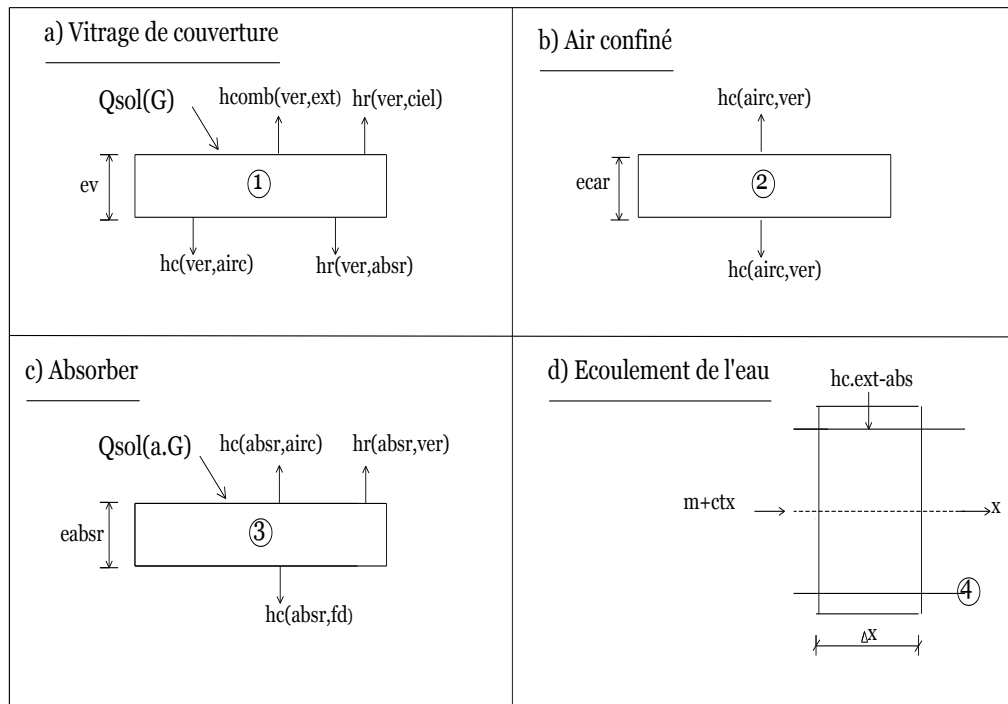 a) Vitrage de couverture
Qsol(G)
hcomb(ver,ext)
hr(ver,ciel)
ev
1
hc(ver,airc)
hr(ver,absr)
b) Air confiné
hc(airc,ver)
ecar
2
hc(airc,ver)
c) Absorber
Qsol(a.G)
hc(absr,airc)
hr(absr,ver)
eabsr
3
hc(absr,fd)
d) Ecoulement de l'eau
hc.ext-abs
m+ctx
x
4
Δx